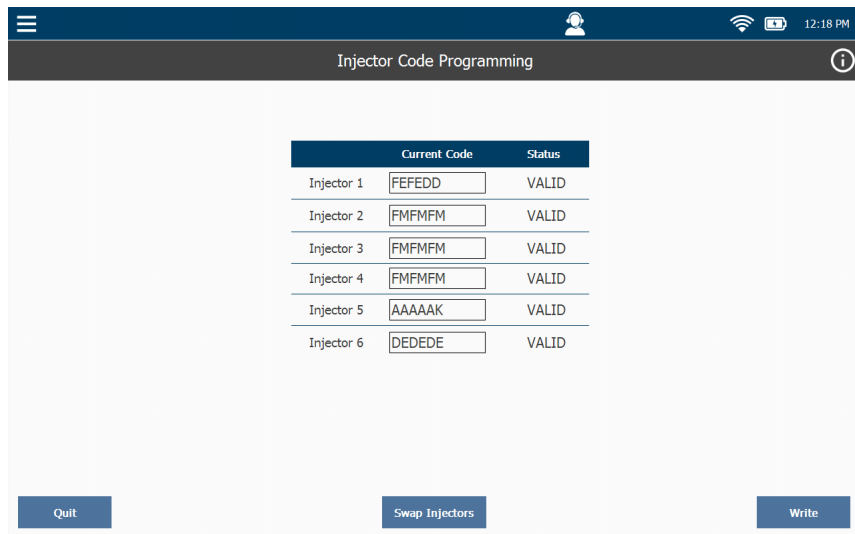 12:18 PM
Injector Code Programming
Current Code Status
Injector 1 FEFEDD VALID
Injector 2 FMFMFM VALID
Injector 3 FMFMFM VALID
Injector 4 FMFMFM VALID
Injector 5 AAAAAK VALID
Injector 6 DEDEDE VALID
Quit Swap Injectors Write